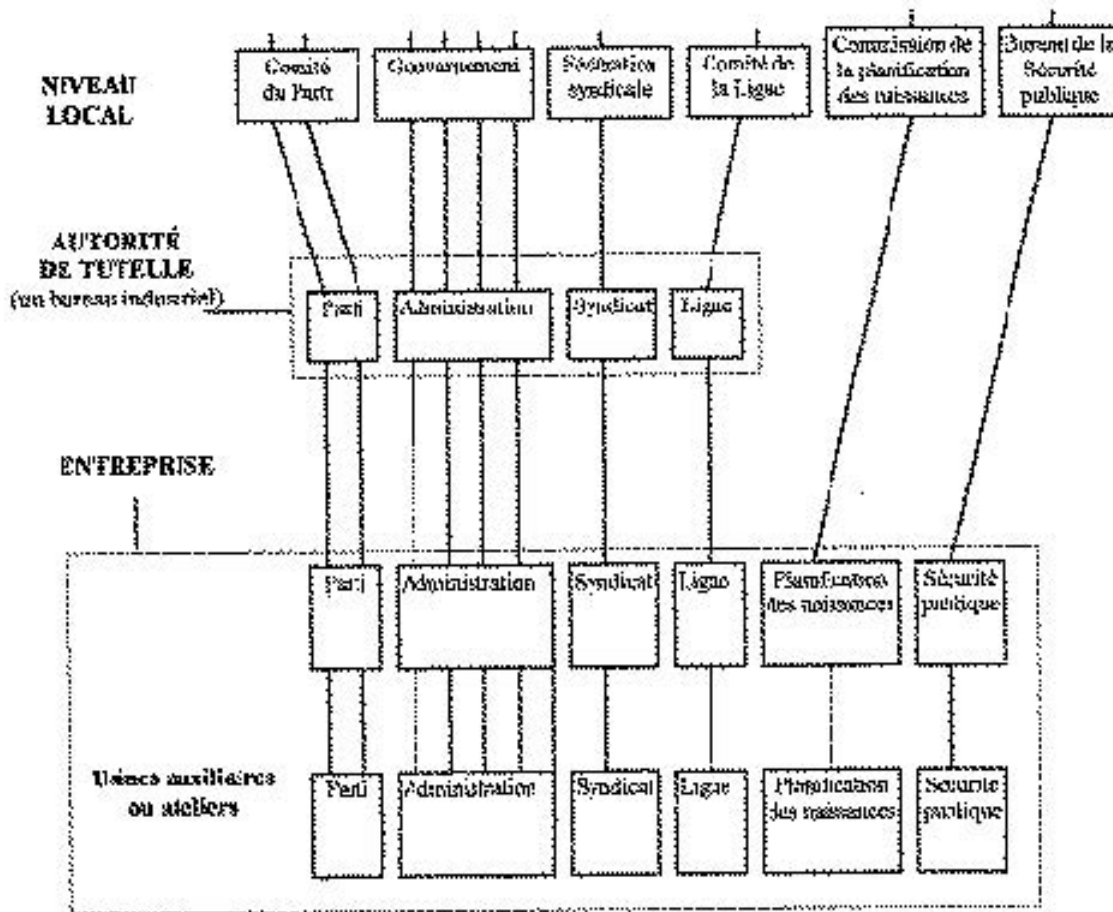 NIVEAU
LOCAL
Comité
du Parti
Gouvernement
Fédération
syndicale
Comité de
la Ligue
Commission de
la planification
des naissances
Bureau de la
Sécurité
publique
AUTORITÉ
DE TUTELLE
(un bureau industriel)
Parti
Administration
Syndicat
Ligue
ENTREPRISE
Parti
Administration
Syndicat
Ligue
Planification
des naissances
Sécurité
publique
Usines auxiliaires
ou ateliers
Parti
Administration
Syndicat
Ligue
Planification
des naissances
Sécurité
publique